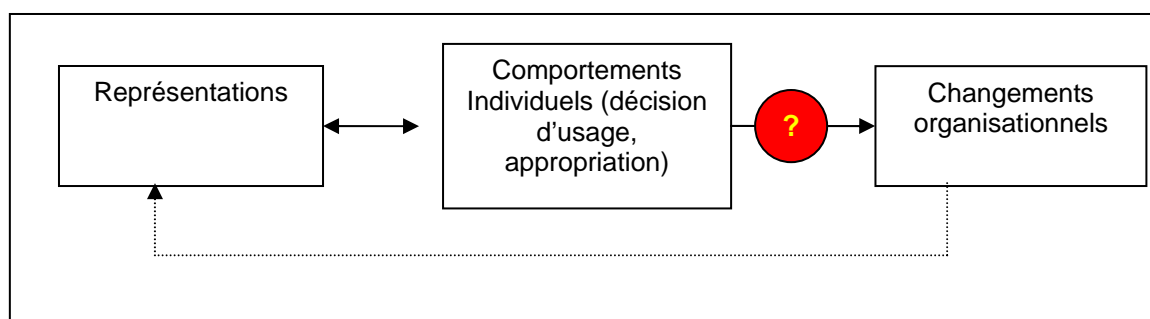 Représentations
Comportements
Individuels (décision
d’usage,
appropriation)
?
Changements
organisationnels